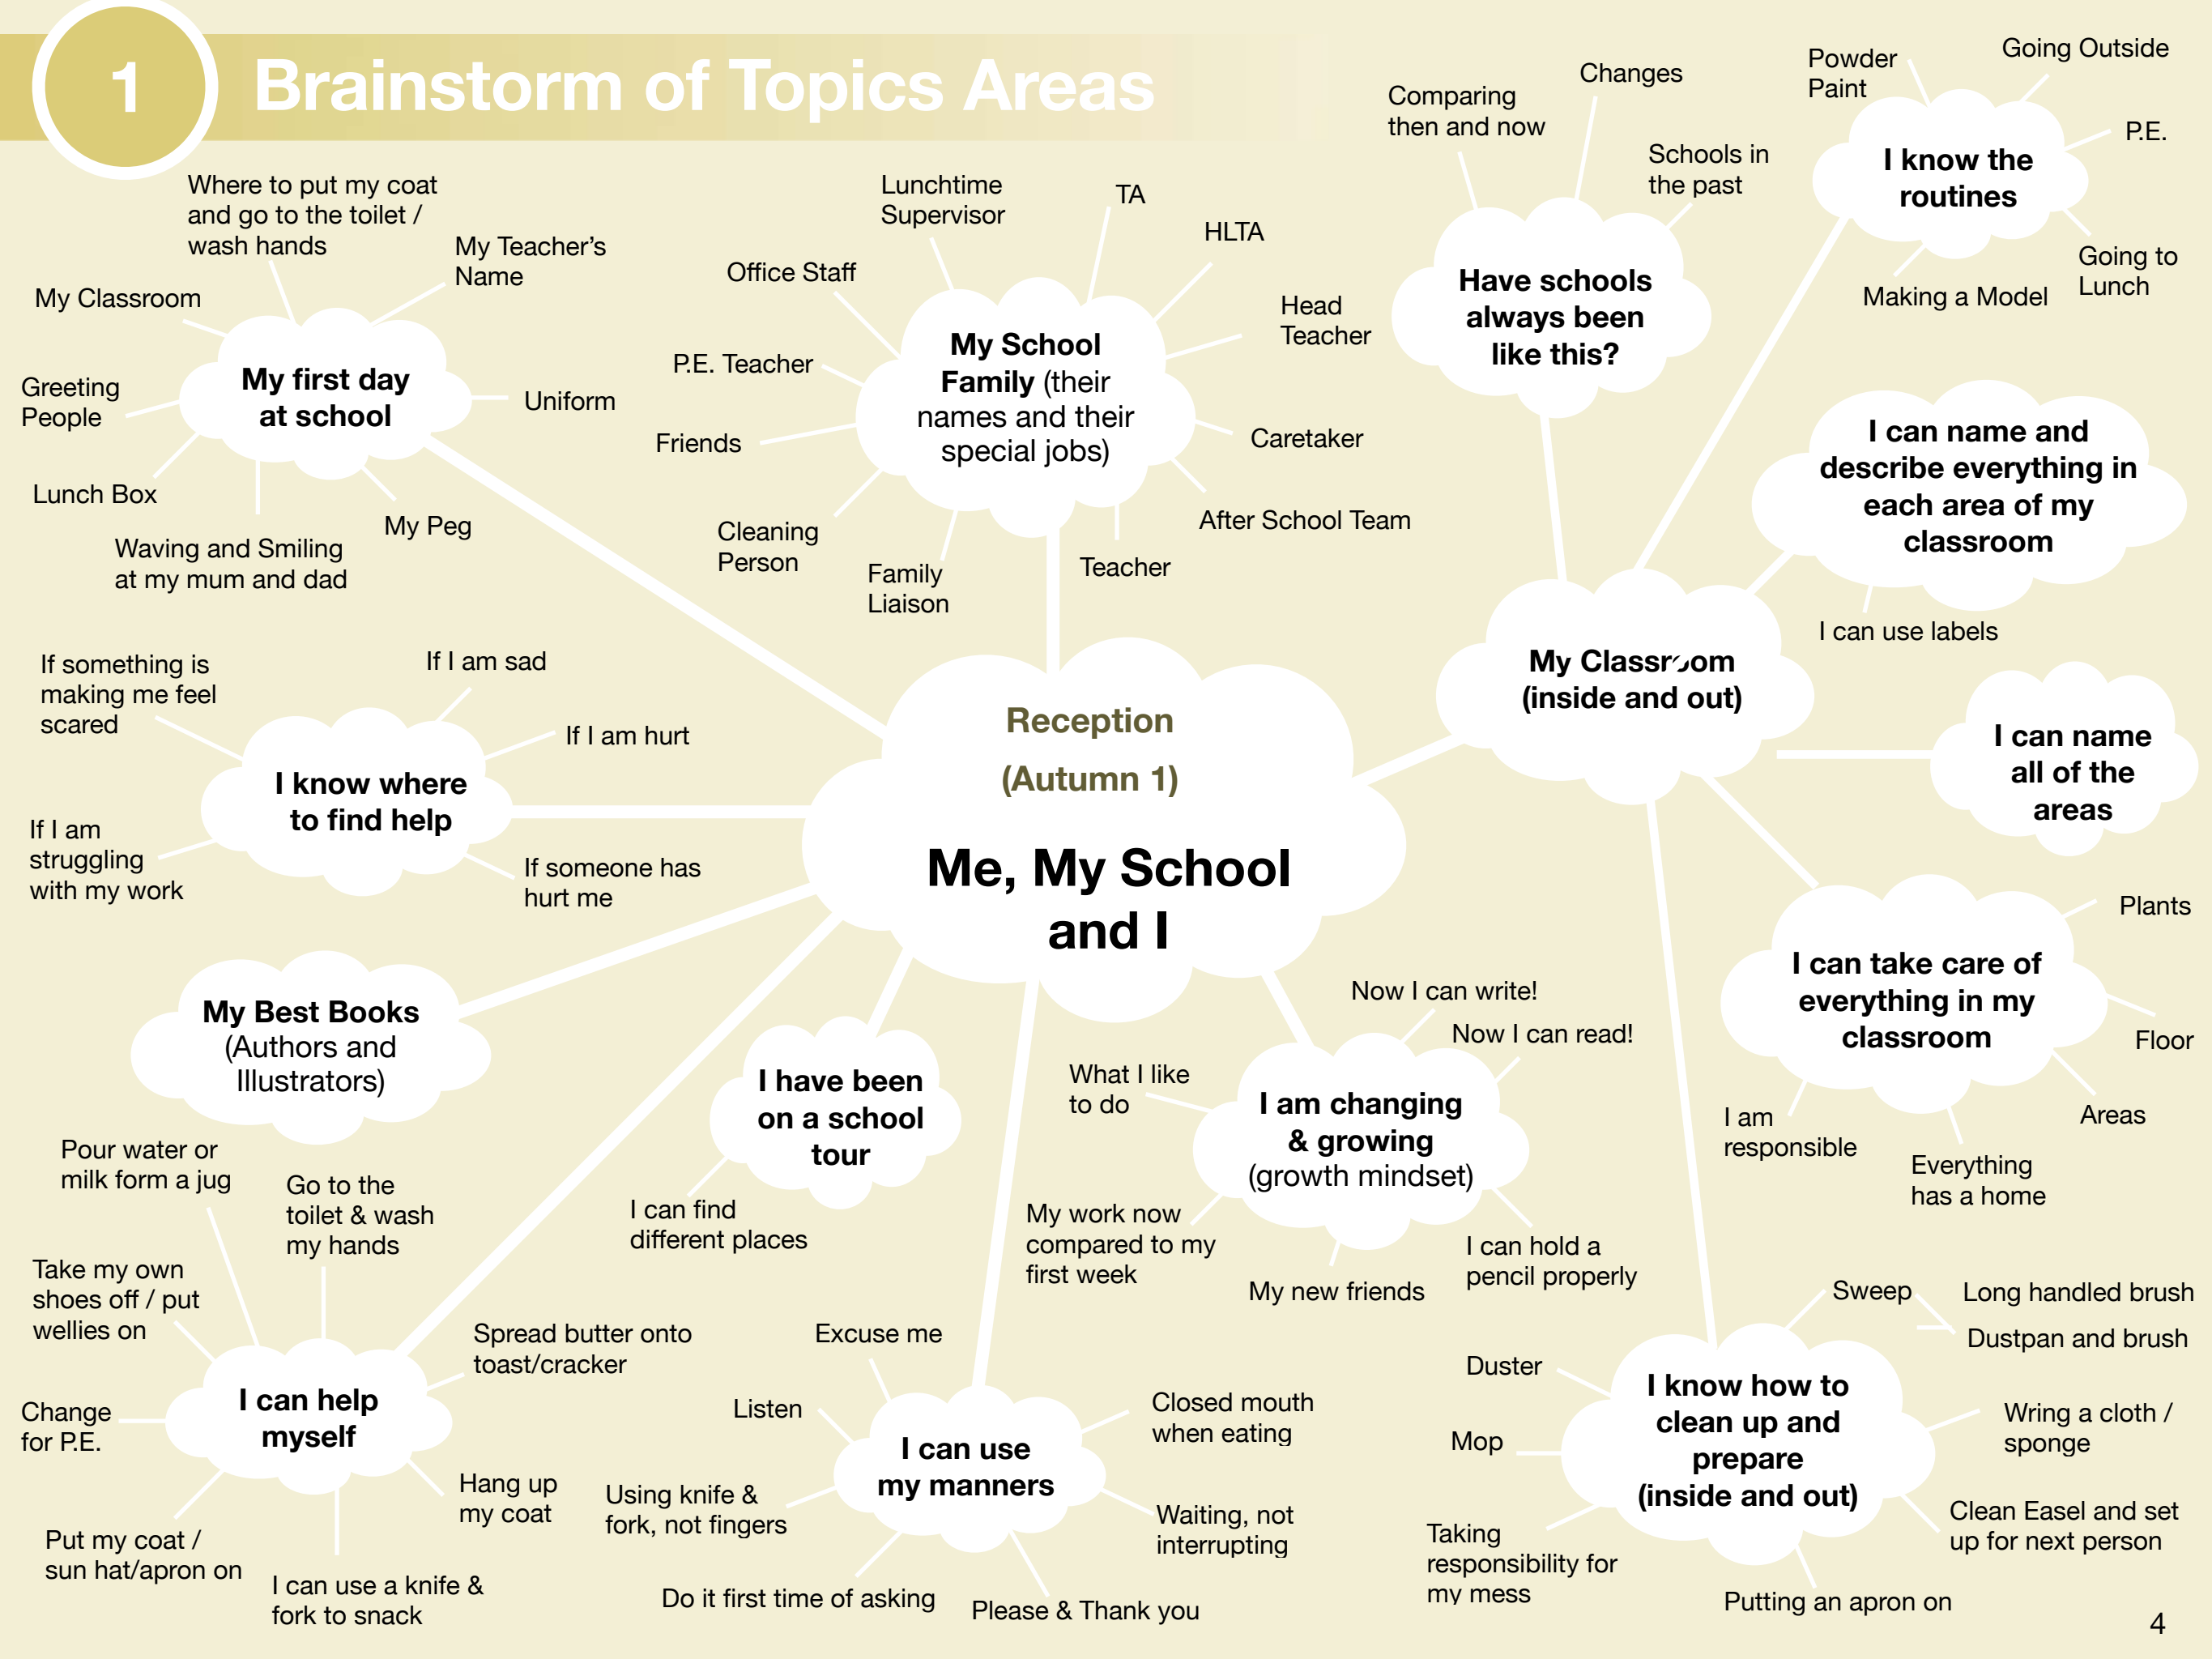 1
Brainstorm of Topics Areas
Where to put my coat
and go to the toilet /
wash hands
My Teacher's
Name
My Classroom
Greeting
People
My first day
at school
Uniform
Lunch Box
Waving and Smiling
at my mum and dad
My Peg
Lunchtime
Supervisor
TA
HLTA
Office Staff
Head
Teacher
P.E. Teacher
My School
Family (their
names and their
special jobs)
Friends
Caretaker
Cleaning
Person
Family
Liaison
Teacher
After School Team
Comparing
then and now
Changes
Schools in
the past
Have schools
always been
like this?
Powder
Paint
Going Outside
P.E.
I know the
routines
Going to
Lunch
Making a Model
I can name and
describe everything in
each area of my
classroom
I can use labels
My Classroom
(inside and out)
I can name
all of the
areas
If something is
making me feel
scared
If I am sad
If I am hurt
I know where
to find help
If I am
struggling
with my work
If someone has
hurt me
Reception
(Autumn 1)
Me, My School
and I
Plants
I can take care of
everything in my
classroom
Floor
Areas
I am
responsible
Everything
has a home
My Best Books
(Authors and
Illustrators)
I have been
on a school
tour
I can find
different places
Now I can write!
Now I can read!
What I like
to do
I am changing
& growing
(growth mindset)
My work now
compared to my
first week
My new friends
I can hold a
pencil properly
Pour water or
milk form a jug
Go to the
toilet & wash
my hands
Take my own
shoes off / put
wellies on
Spread butter onto
toast/cracker
Change
for P.E.
I can help
myself
Hang up
my coat
Put my coat /
sun hat/apron on
I can use a knife &
fork to snack
Excuse me
Listen
Closed mouth
when eating
I can use
my manners
Using knife &
fork, not fingers
Waiting, not
interrupting
Do it first time of asking
Please & Thank you
Sweep
Long handled brush
Dustpan and brush
Duster
I know how to
clean up and
prepare
(inside and out)
Wring a cloth /
sponge
Mop
Clean Easel and set
up for next person
Taking
responsibility for
my mess
Putting an apron on
4